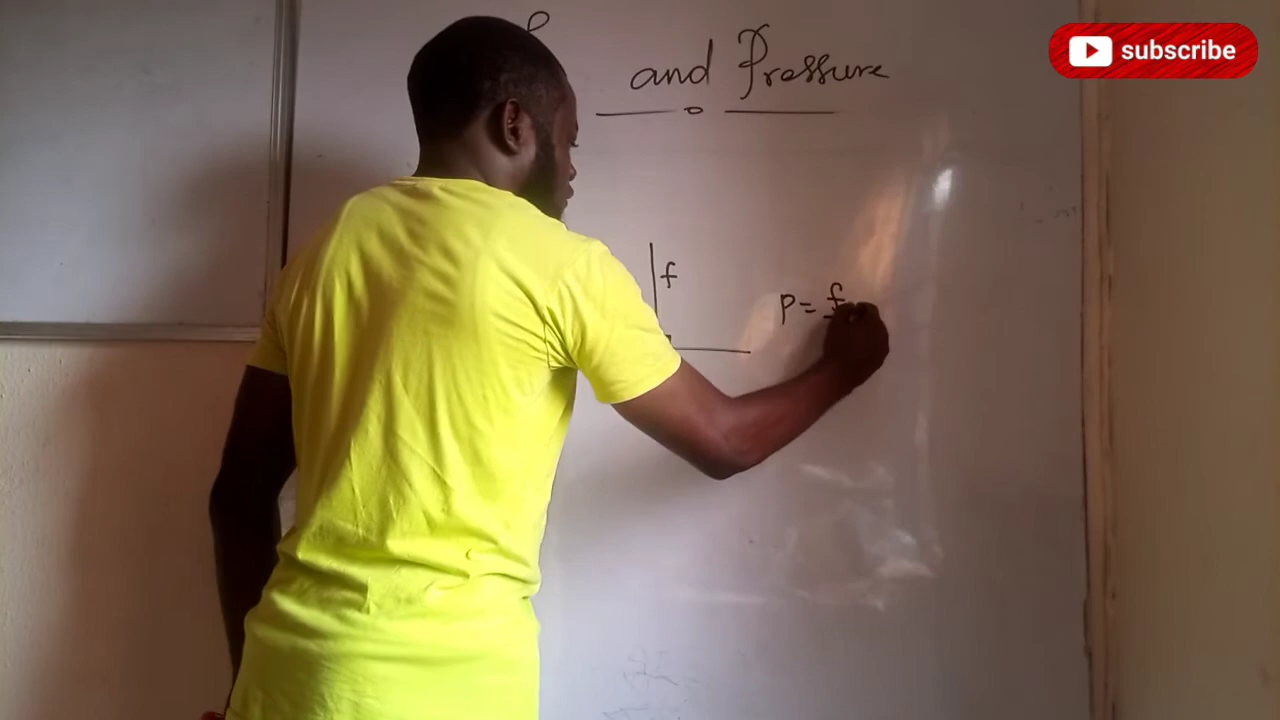 subscribe
and Pressure
f
P = f